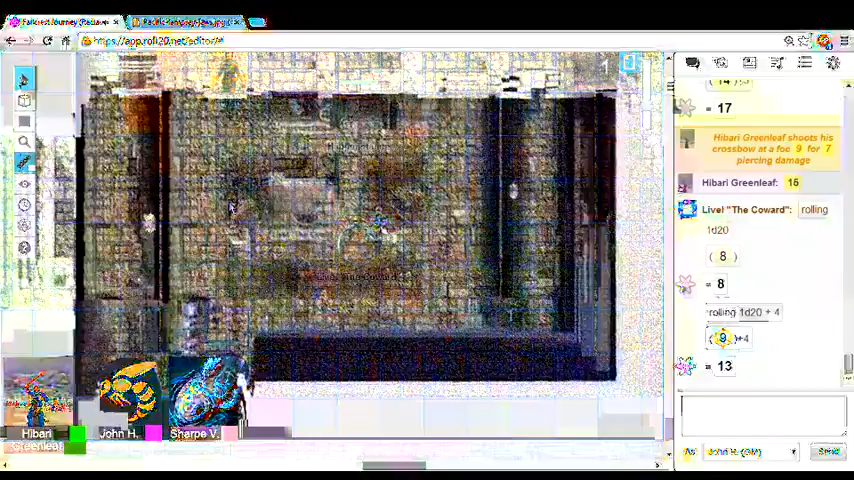 https://app.roll20.net/editor/#
= 17
Hibari Greenleaf shoots his
crossbow at a foe 9 for 7
piercing damage
Hibari Greenleaf: 16
Livel "The Coward": rolling
1d20
( 8 )
= 8
rolling 1d20 + 4
( 9 )+4
= 13
Hibari
Greenleaf
John H.
Sharpe V.
As
John H. (GM)
Send